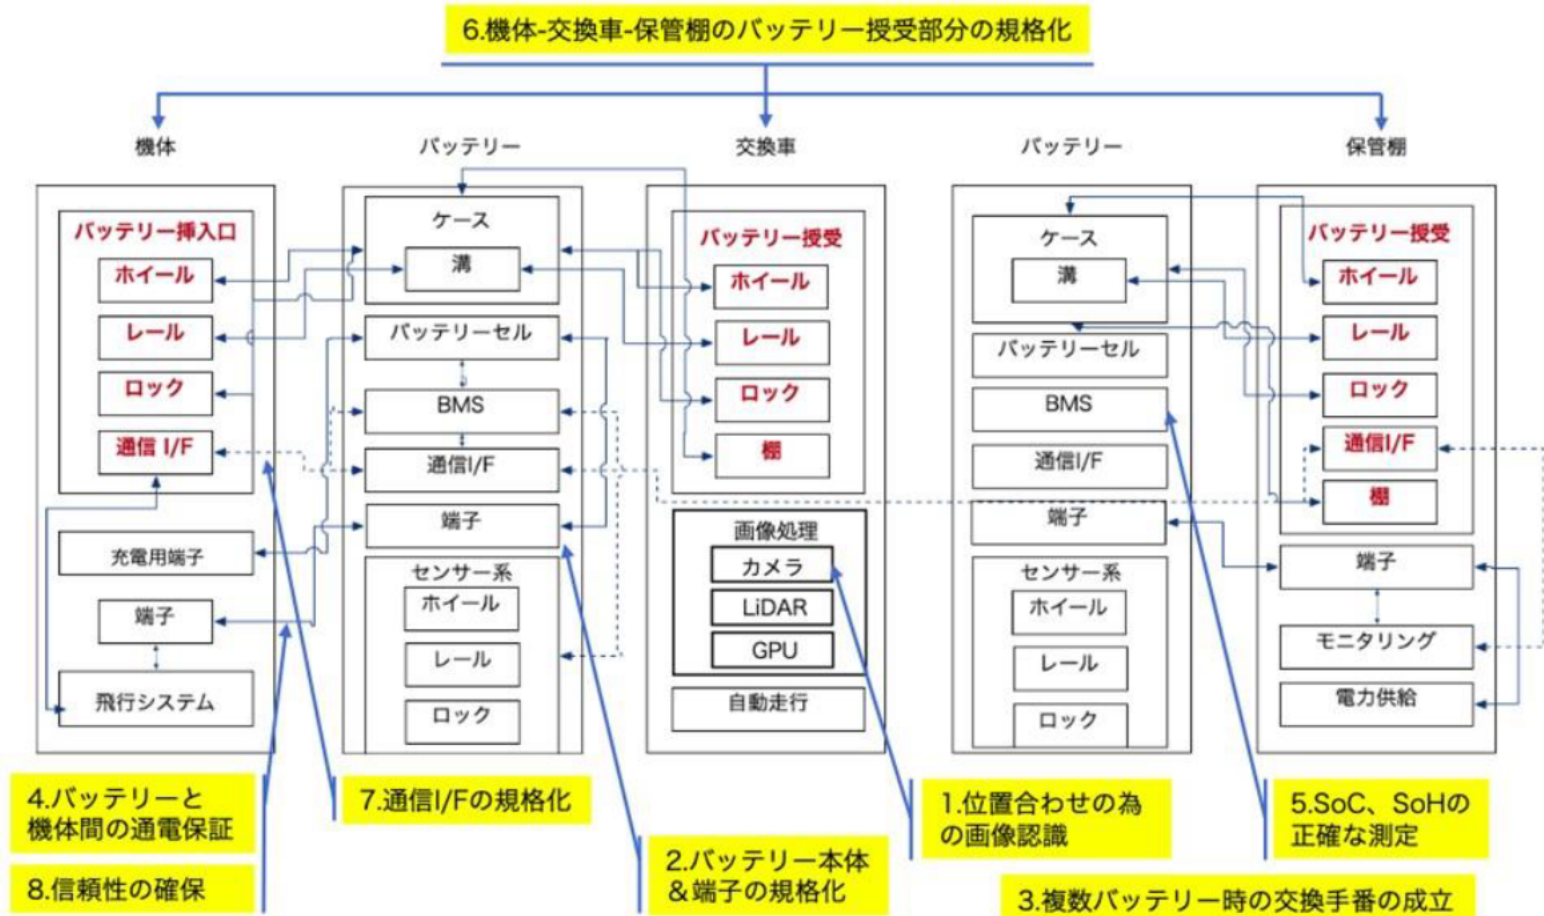 6.機体-交換車-保管棚のバッテリー授受部分の規格化
機体
バッテリー
交換車
バッテリー
保管棚
バッテリー挿入口
ホイール
レール
ロック
通信 I/F
充電用端子
端子
飛行システム
ケース
溝
バッテリーセル
BMS
通信I/F
端子
センサー系
ホイール
レール
ロック
バッテリー授受
ホイール
レール
ロック
棚
画像処理
カメラ
LiDAR
GPU
自動走行
ケース
溝
バッテリーセル
BMS
通信I/F
端子
センサー系
ホイール
レール
ロック
バッテリー授受
ホイール
レール
ロック
通信I/F
棚
端子
モニタリング
電力供給
4.バッテリーと
機体間の通電保証
8.信頼性の確保
7.通信I/Fの規格化
2.バッテリー本体
&端子の規格化
1.位置合わせの為
の画像認識
5.SoC、SoHの
正確な測定
3.複数バッテリー時の交換手番の成立